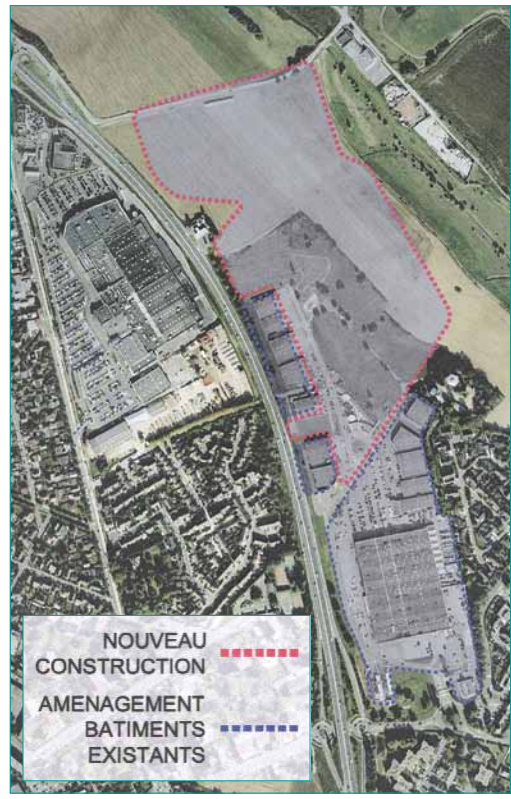 NOUVEAU
CONSTRUCTION
AMENAGEMENT
BATIMENTS
EXISTANTS